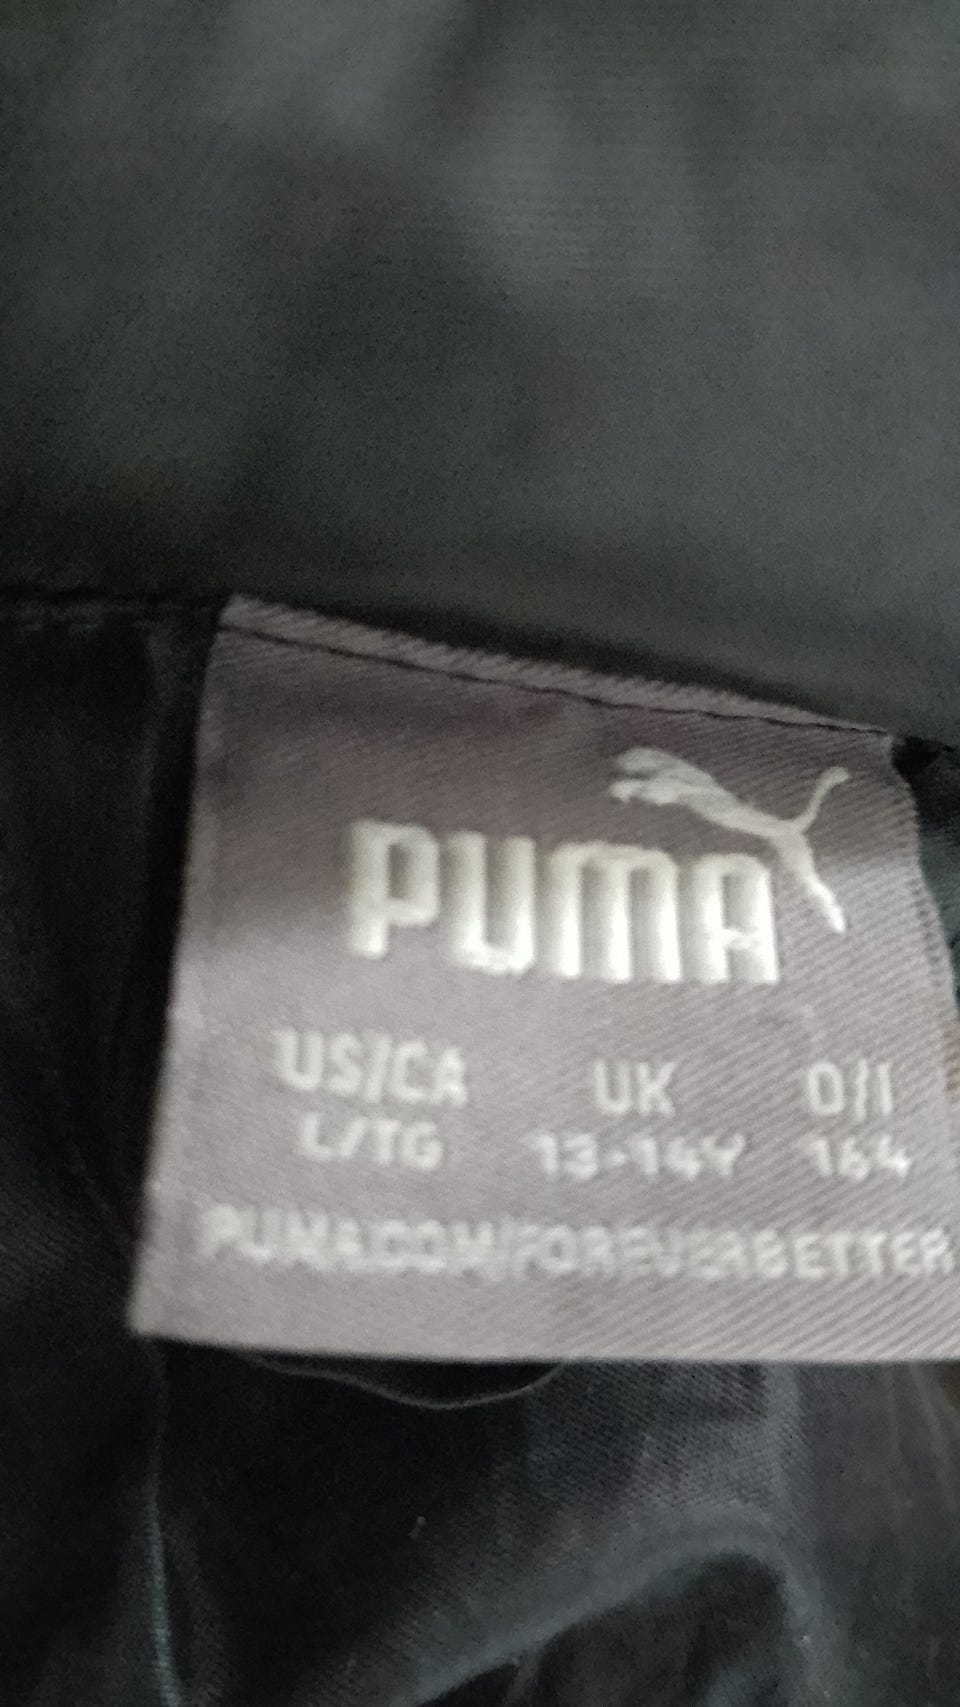 PUMA
US/CA UK D/I
L/TG 13-14Y 164
PUMA.COM/FOREVERBETTER